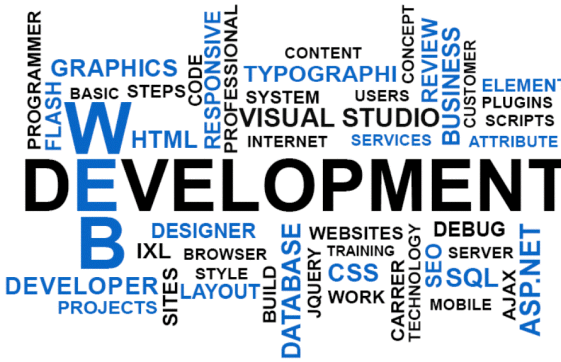 PROGRAMMER
FLASH
GRAPHICS
BASIC STEPS
CODE
RESPONSIVE
PROFESSIONAL
CONTENT
TYPOGRAPHI
SYSTEM USERS
VISUAL STUDIO
INTERNET SERVICES
CONCEPT
REVIEW
BUSINESS
CUSTOMER
ELEMENT
PLUGINS
SCRIPTS
ATTRIBUTE
HTML
WEB
DEVELOPMENT
DESIGNER
IXL BROWSER
STYLE
LAYOUT
DEVELOPER
PROJECTS
SITES
BUILD
DATABASE
JQUERY
WEBSITES
TRAINING
CSS
WORK
CARRER
TECHNOLOGY
DEBUG
SEO
SERVER
SQL
MOBILE
AJAX
ASP.NET